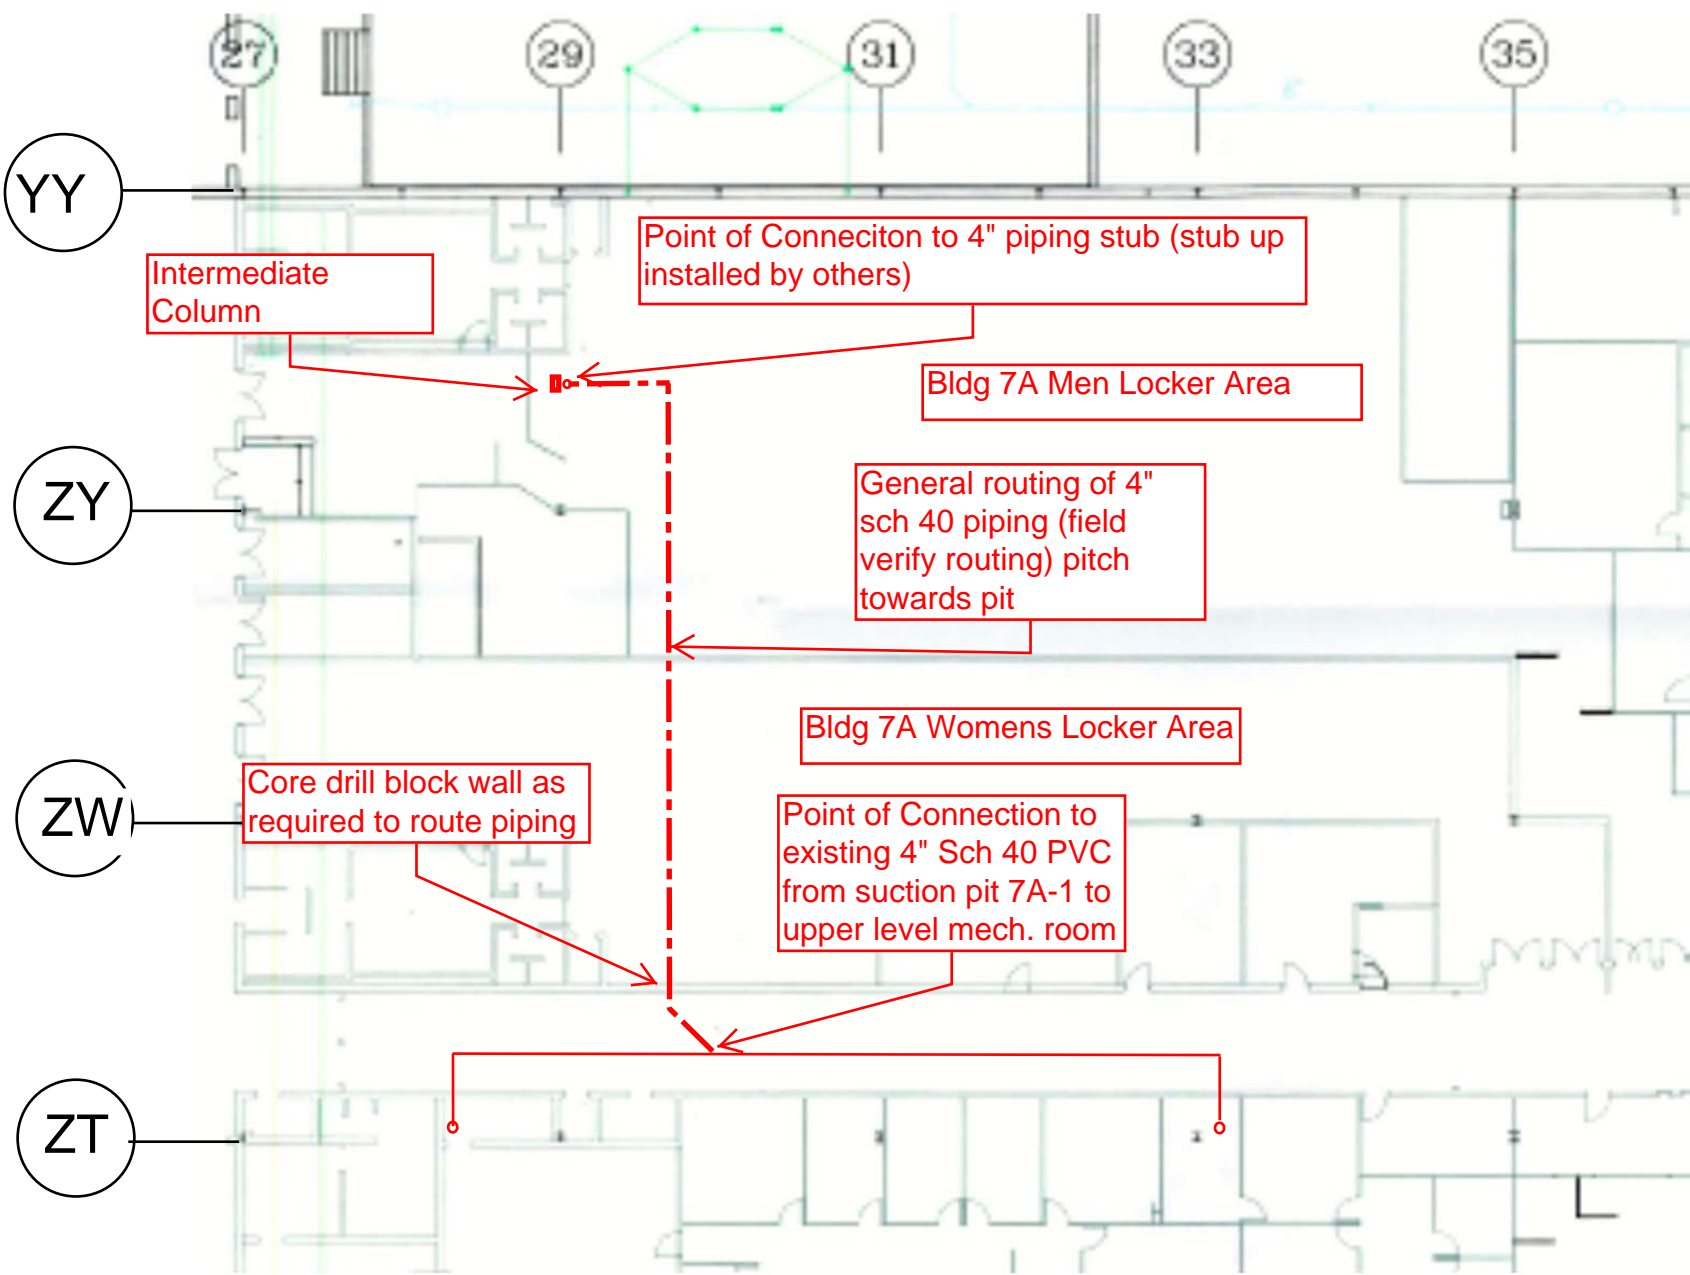 27
29
31
33
35
6"
YY
Point of Conneciton to 4" piping stub (stub up
installed by others)
Intermediate
Column
Bldg 7A Men Locker Area
ZY
General routing of 4"
sch 40 piping (field
verify routing) pitch
towards pit
Bldg 7A Womens Locker Area
ZW
Core drill block wall as
required to route piping
Point of Connection to
existing 4" Sch 40 PVC
from suction pit 7A-1 to
upper level mech. room
ZT